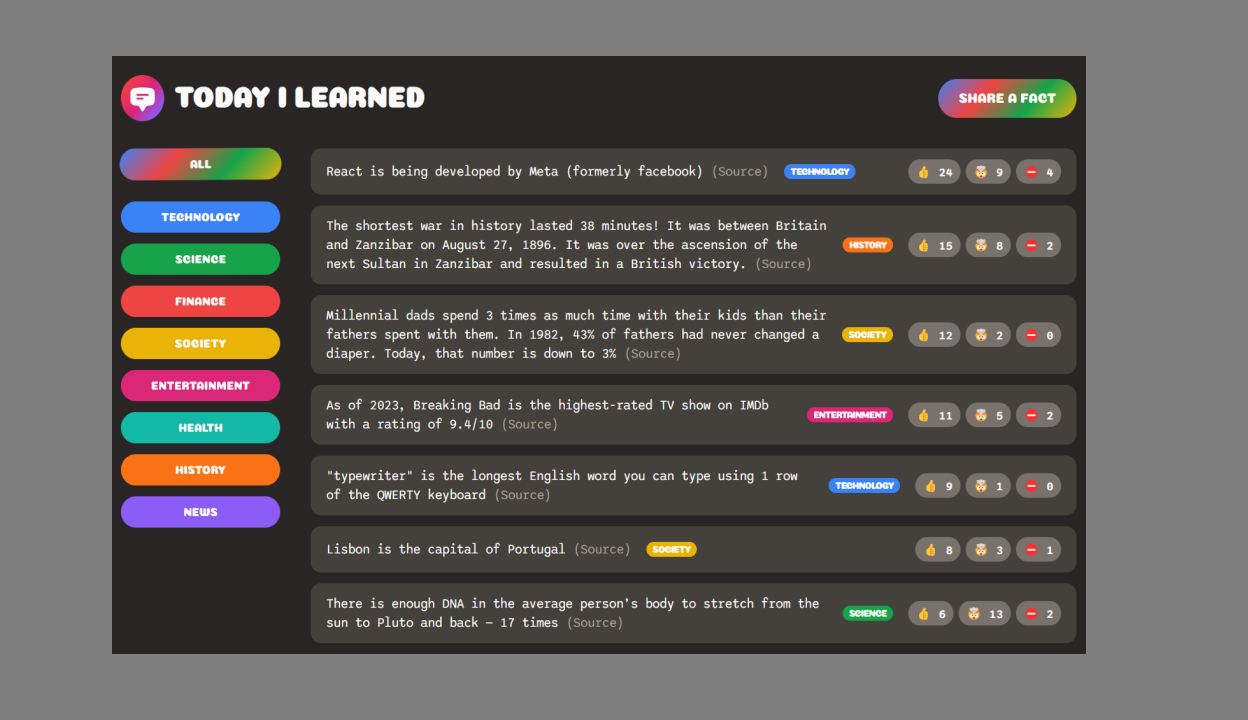 TODAY I LEARNED
SHARE A FACT
ALL
TECHNOLOGY
SCIENCE
FINANCE
SOCIETY
ENTERTAINMENT
HEALTH
HISTORY
NEWS
React is being developed by Meta (formerly facebook) (Source) TECHNOLOGY 24 9 4
The shortest war in history lasted 38 minutes! It was between Britain
and Zanzibar on August 27, 1896. It was over the ascension of the
next Sultan in Zanzibar and resulted in a British victory. (Source)
HISTORY 15 8 2
Millennial dads spend 3 times as much time with their kids than their
fathers spent with them. In 1982, 43% of fathers had never changed a
diaper. Today, that number is down to 3% (Source)
SOCIETY 12 2 0
As of 2023, Breaking Bad is the highest-rated TV show on IMDb
with a rating of 9.4/10 (Source)
ENTERTAINMENT 11 5 2
"typewriter" is the longest English word you can type using 1 row
of the QWERTY keyboard (Source)
TECHNOLOGY 9 1 0
Lisbon is the capital of Portugal (Source) SOCIETY 8 3 1
There is enough DNA in the average person's body to stretch from the
sun to Pluto and back — 17 times (Source)
SCIENCE 6 13 2